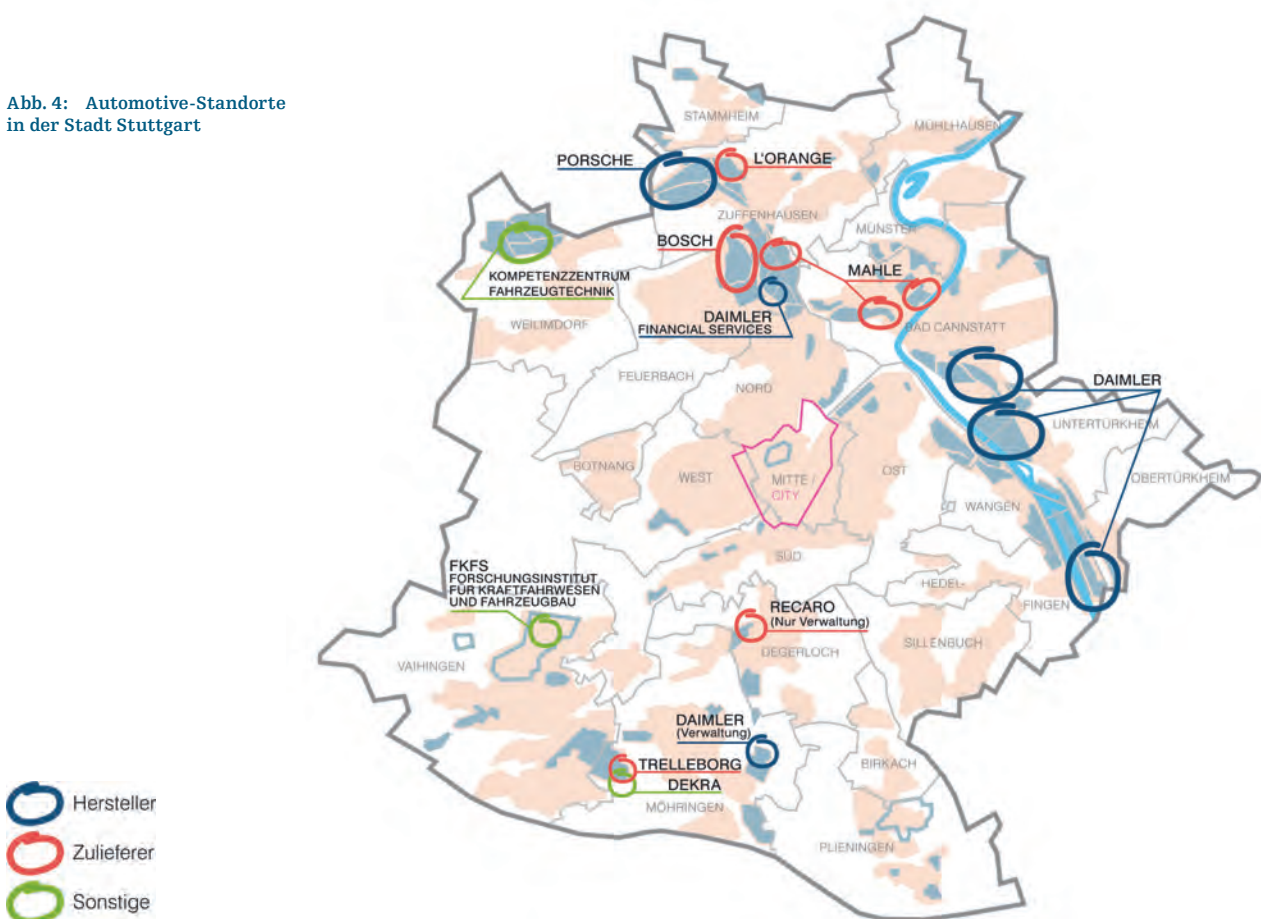 Abb. 4: Automotive-Standorte
in der Stadt Stuttgart
STAMMHEIM
MÜHLHAUSEN
PORSCHE
L'ORANGE
ZUFFENHAUSEN
MÜNSTER
BOSCH
MAHLE
KOMPETENZZENTRUM
FAHRZEUGTECHNIK
DAIMLER
FINANCIAL SERVICES
WEILIMDORF
BAD CANNSTATT
FEUERBACH
NORD
DAIMLER
UNTERTÜRKHEIM
BOTNANG
WEST
MITTE /
CITY
OST
OBERTÜRKHEIM
WANGEN
SÜD
FKFS
FORSCHUNGSINSTITUT
FÜR KRAFTFAHRWESEN
UND FAHRZEUGBAU
HEDEL-
FINGEN
RECARO
(Nur Verwaltung)
DEGERLOCH
SILLENBUCH
VAIHINGEN
DAIMLER
(Verwaltung)
TRELLEBORG
DEKRA
BIRKACH
MÖHRINGEN
PLIENINGEN
Hersteller
Zulieferer
Sonstige